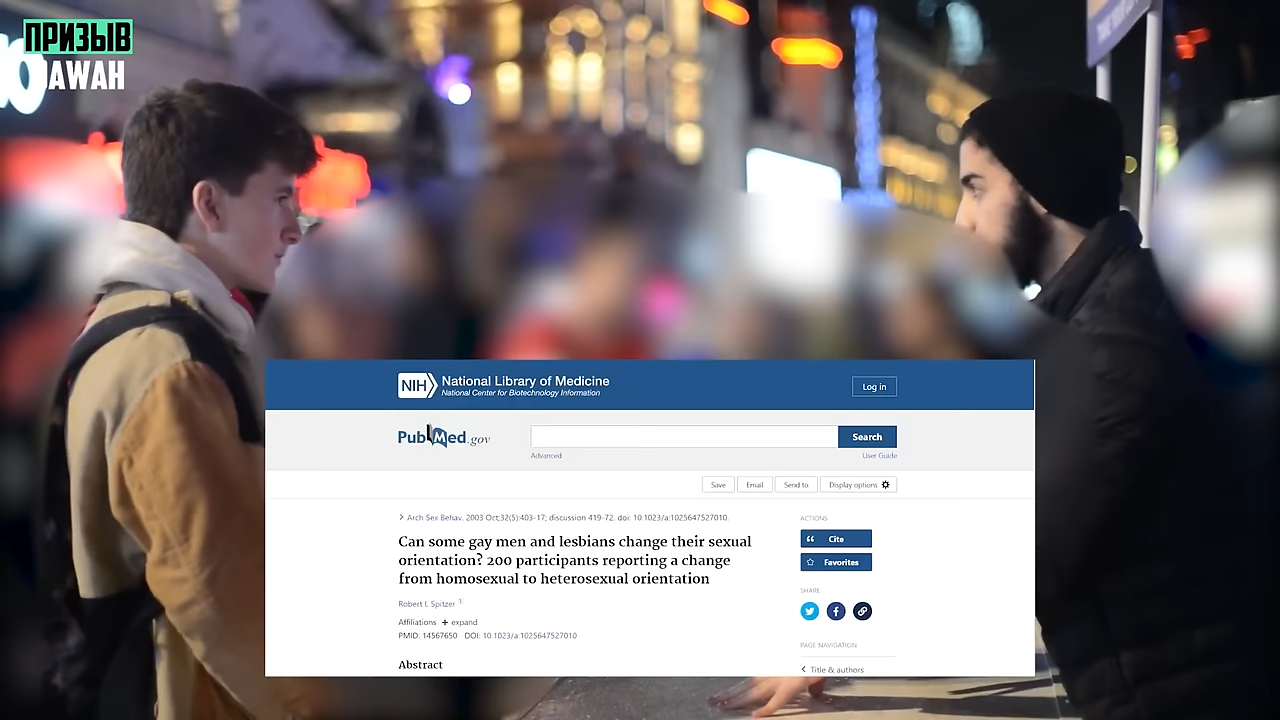 ПРИЗЫВ
DAWAH
NIH National Library of Medicine
National Center for Biotechnology Information
Log in
PubMed.gov
Search
Advanced
User Guide
Save
Email
Send to
Display options
Arch Sex Behav. 2003 Oct;32(5):403-17; discussion 419-72. doi: 10.1023/a:1025647527010.
Can some gay men and lesbians change their sexual
orientation? 200 participants reporting a change
from homosexual to heterosexual orientation
Robert L Spitzer 1
Affiliations + expand
PMID: 14567650 DOI: 10.1023/a:1025647527010
Abstract
ACTIONS
Cite
Favorites
SHARE
PAGE NAVIGATION
Title & authors